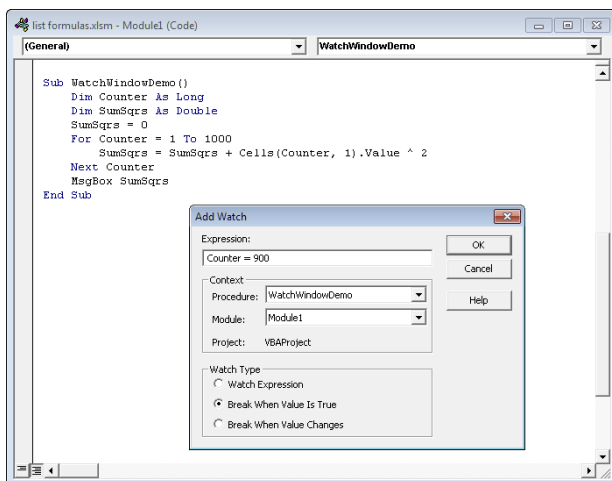 list formulas.xlsm - Module1 (Code)
(General) WatchWindowDemo
Sub WatchWindowDemo()
    Dim Counter As Long
    Dim SumSqrs As Double
    SumSqrs = 0
    For Counter = 1 To 1000
        SumSqrs = SumSqrs + Cells(Counter, 1).Value ^ 2
    Next Counter
    MsgBox SumSqrs
End Sub
Add Watch
Expression:
Counter = 900
OK
Cancel
Help
Context
Procedure: WatchWindowDemo
Module: Module1
Project: VBAProject
Watch Type
Watch Expression
Break When Value Is True
Break When Value Changes